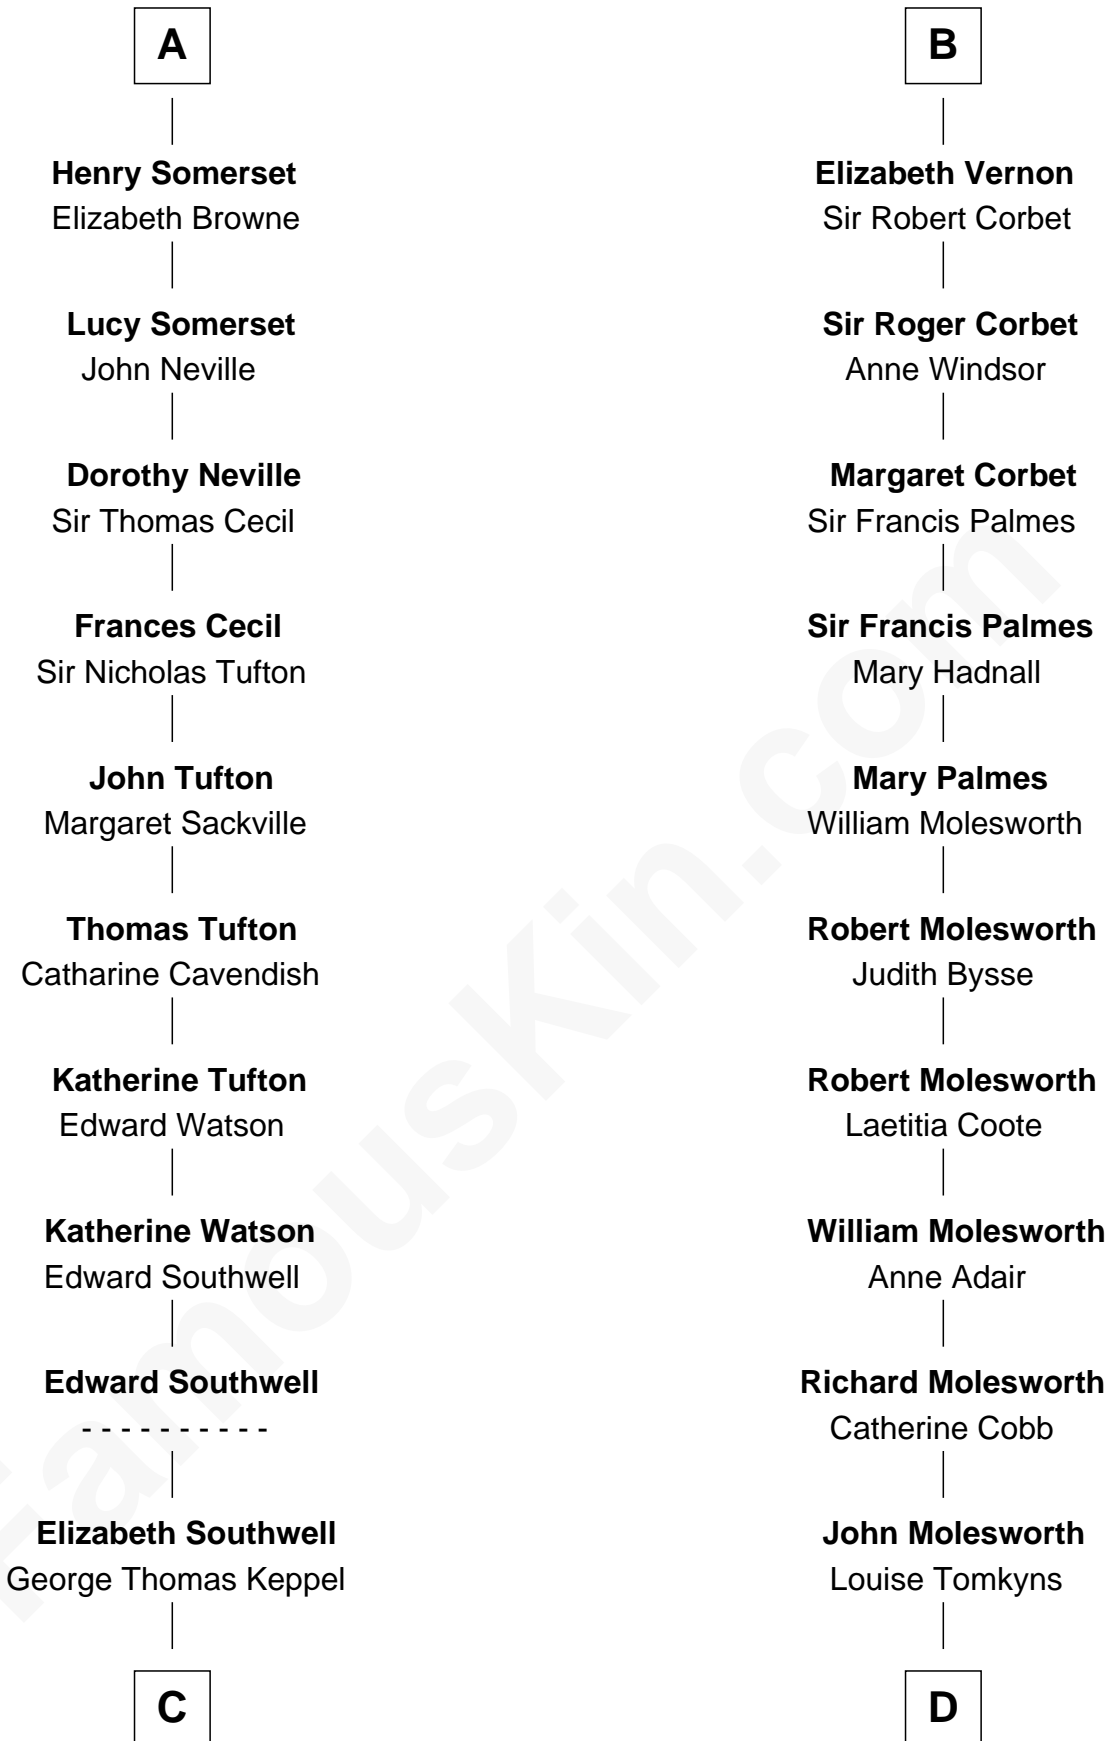 A
Henry Somerset
Elizabeth Browne
Lucy Somerset
John Neville
Dorothy Neville
Sir Thomas Cecil
Frances Cecil
Sir Nicholas Tufton
John Tufton
Margaret Sackville
Thomas Tufton
Catharine Cavendish
Katherine Tufton
Edward Watson
Katherine Watson
Edward Southwell
Edward Southwell
- - - - - - - - - -
Elizabeth Southwell
George Thomas Keppel
C
B
Elizabeth Vernon
Sir Robert Corbet
Sir Roger Corbet
Anne Windsor
Margaret Corbet
Sir Francis Palmes
Sir Francis Palmes
Mary Hadnall
Mary Palmes
William Molesworth
Robert Molesworth
Judith Bysse
Robert Molesworth
Laetitia Coote
William Molesworth
Anne Adair
Richard Molesworth
Catherine Cobb
John Molesworth
Louise Tomkyns
D
FamousKin.com